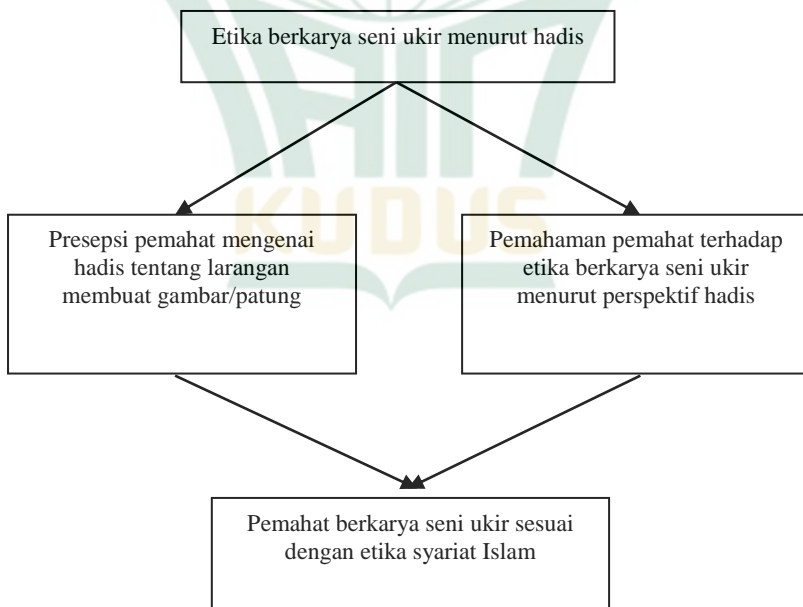 Etika berkarya seni ukir menurut hadis
Presepsi pemahat mengenai
hadis tentang larangan
membuat gambar/patung
Pemahaman pemahat terhadap
etika berkarya seni ukir
menurut perspektif hadis
KUDUS
Pemahat berkarya seni ukir sesuai
dengan etika syariat Islam